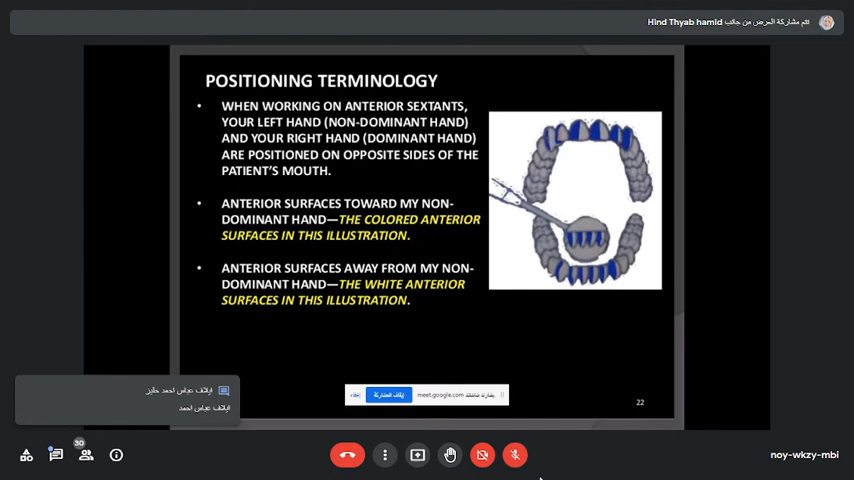 تتم مشاركة العرض من جانب Hind Thyab hamid
POSITIONING TERMINOLOGY
• WHEN WORKING ON ANTERIOR SEXTANTS,
YOUR LEFT HAND (NON-DOMINANT HAND)
AND YOUR RIGHT HAND (DOMINANT HAND)
ARE POSITIONED ON OPPOSITE SIDES OF THE
PATIENT'S MOUTH.
• ANTERIOR SURFACES TOWARD MY NON-
DOMINANT HAND—THE COLORED ANTERIOR
SURFACES IN THIS ILLUSTRATION.
• ANTERIOR SURFACES AWAY FROM MY NON-
DOMINANT HAND—THE WHITE ANTERIOR
SURFACES IN THIS ILLUSTRATION.
عباس احمد
عباس احمد
meet.google.com
إيقاف المشاركة
إخفاء
22
30
noy-wkzy-mbi